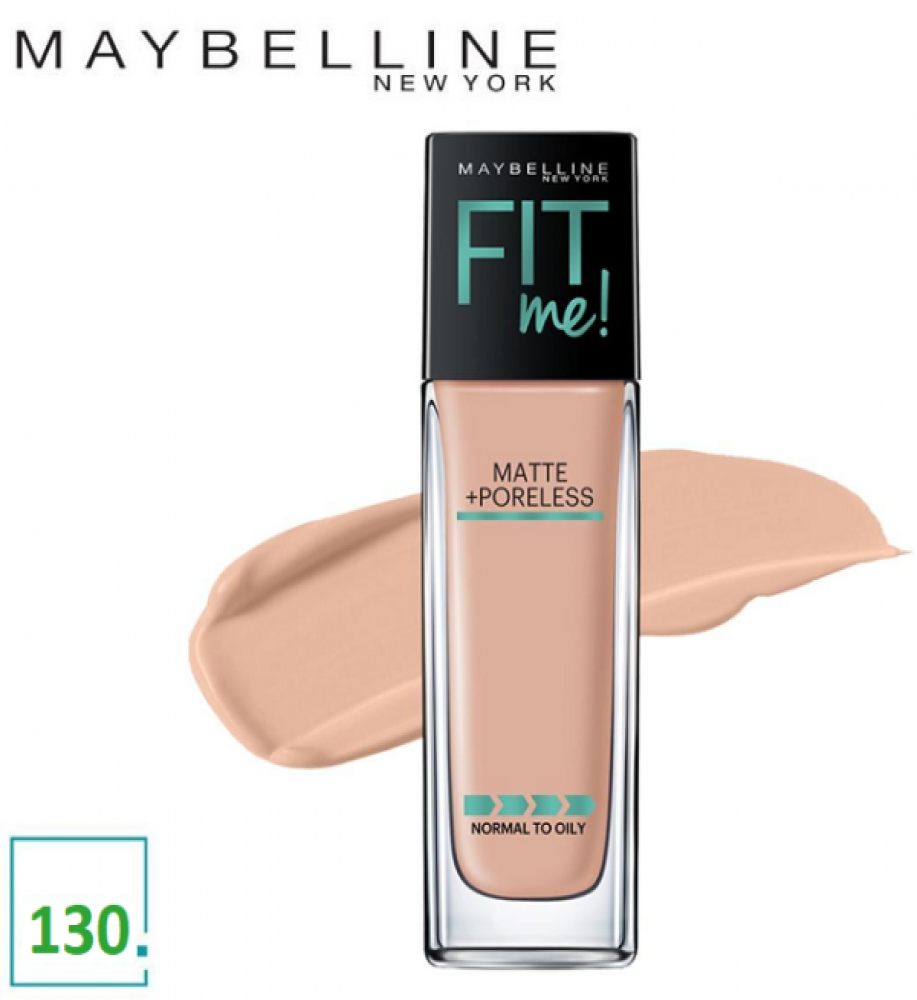 MAYBELLINE
NEW YORK
MAYBELLINE
NEW YORK
FIT
me!
MATTE
+PORELESS
NORMAL TO OILY
130